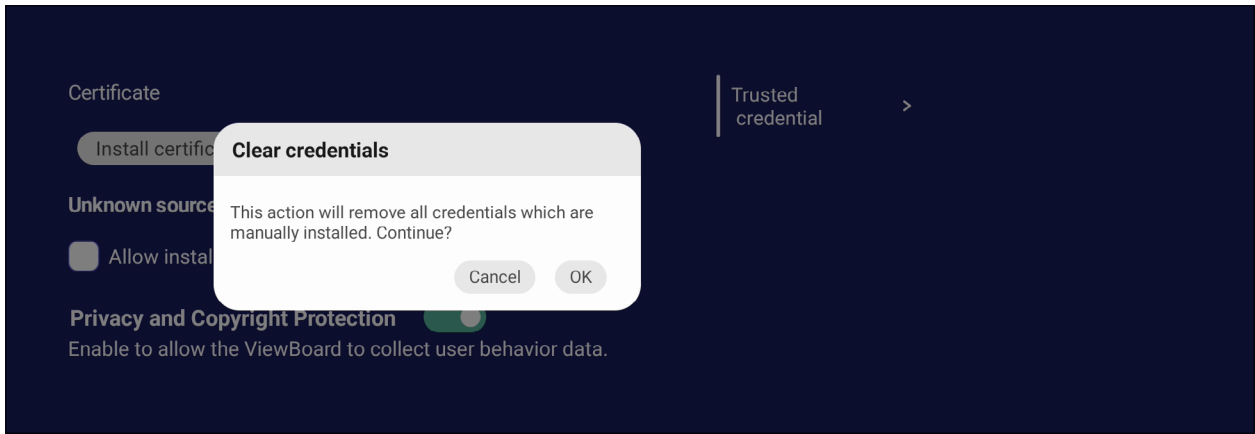 Certificate
Trusted
credential
Install certific
Clear credentials
Unknown source
This action will remove all credentials which are
manually installed. Continue?
Allow instal
Cancel
OK
Privacy and Copyright Protection
Enable to allow the ViewBoard to collect user behavior data.